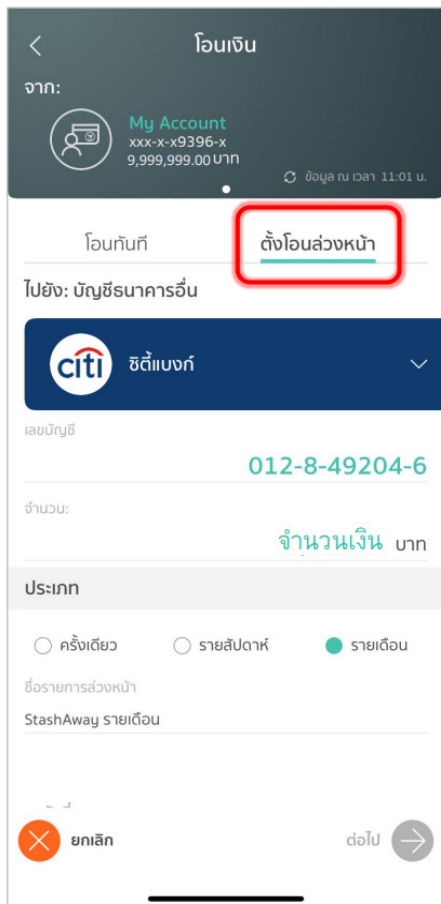 โอนเงิน
จาก:
My Account
xxx-x-x9396-x
9,999,999.00 บาท
ข้อมูล ณ เวลา 11:01 น.
โอนทันที ตั้งโอนล่วงหน้า
ไปยัง: บัญชีธนาคารอื่น
citi ซิตี้แบงก์
เลขบัญชี
012-8-49204-6
จำนวน:
จำนวนเงิน บาท
ประเภท
ครั้งเดียว รายสัปดาห์ รายเดือน
ชื่อรายการล่วงหน้า
StashAway รายเดือน
ยกเลิก ต่อไป